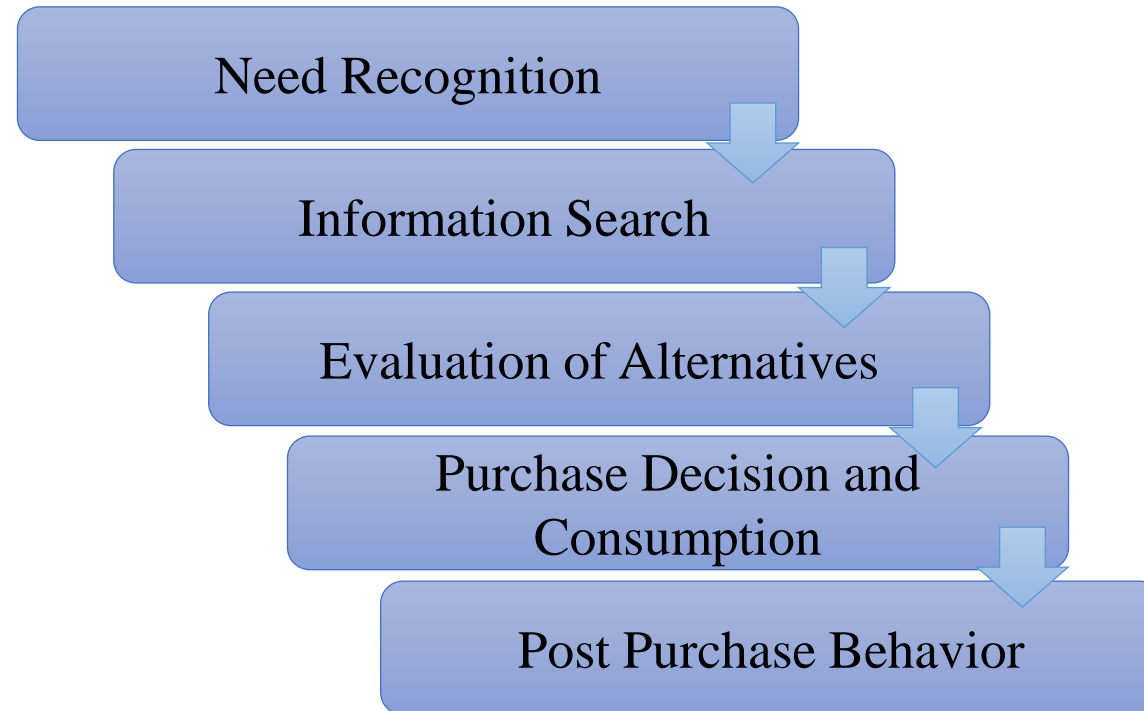 Need Recognition
Information Search
Evaluation of Alternatives
Purchase Decision and
Consumption
Post Purchase Behavior